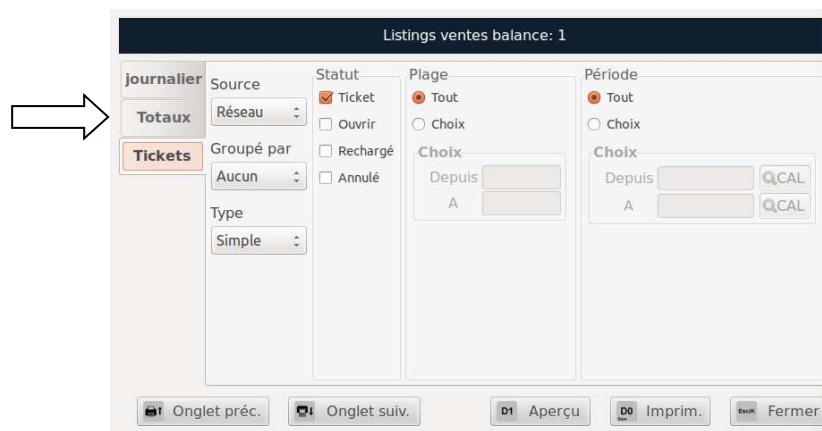 Listings ventes balance: 1
journalier
Totaux
Tickets
Source
Réseau
Groupé par
Aucun
Type
Simple
Statut
Ticket
Ouvrir
Rechargé
Annulé
Plage
Tout
Choix
Choix
Depuis
A
Période
Tout
Choix
Choix
Depuis
CAL
A
CAL
Onglet préc.
Onglet suiv.
D1 Aperçu
D0 Imprim.
Esc/K Fermer